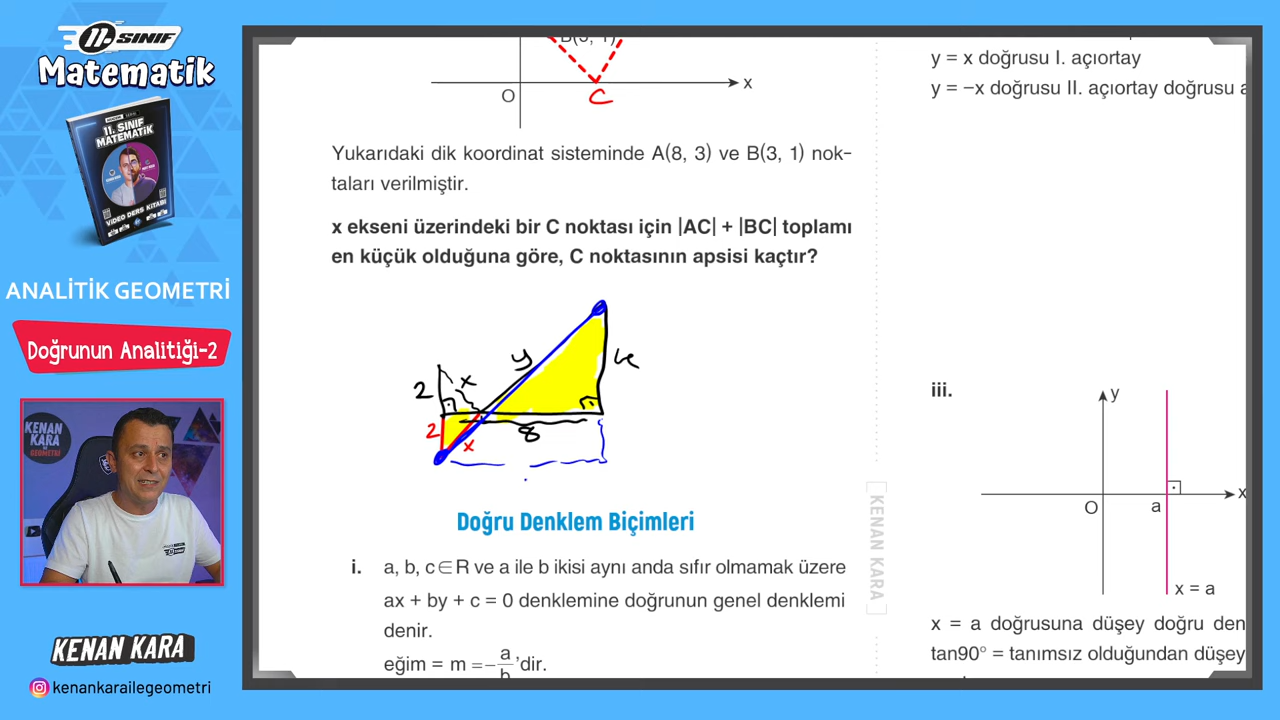 11.SINIF
Matematik
11. SINIF
MATEMATİK
VIDEO DERS KİTABI
ANALİTİK GEOMETRİ
Doğrunun Analitiği-2
KENAN
KARA
GEOMETRİ
KENAN KARA
kenankarailegeometri
B(3, 1)
O
C
x
Yukarıdaki dik koordinat sisteminde A(8, 3) ve B(3, 1) nok-
taları verilmiştir.
x ekseni üzerindeki bir C noktası için |AC| + |BC| toplamı
en küçük olduğuna göre, C noktasının apsisi kaçtır?
2
x
y
2
x
8
Doğru Denklem Biçimleri
i. a, b, c∈R ve a ile b ikisi aynı anda sıfır olmamak üzere
ax + by + c = 0 denklemine doğrunun genel denklemi
denir.
eğim = m = -a/b 'dir.
[KENAN KARA]
y = x doğrusu I. açıortay
y = −x doğrusu II. açıortay doğrusu a
iii.
y
O
a
x
x = a
x = a doğrusuna düşey doğru den
tan90° = tanımsız olduğundan düşey